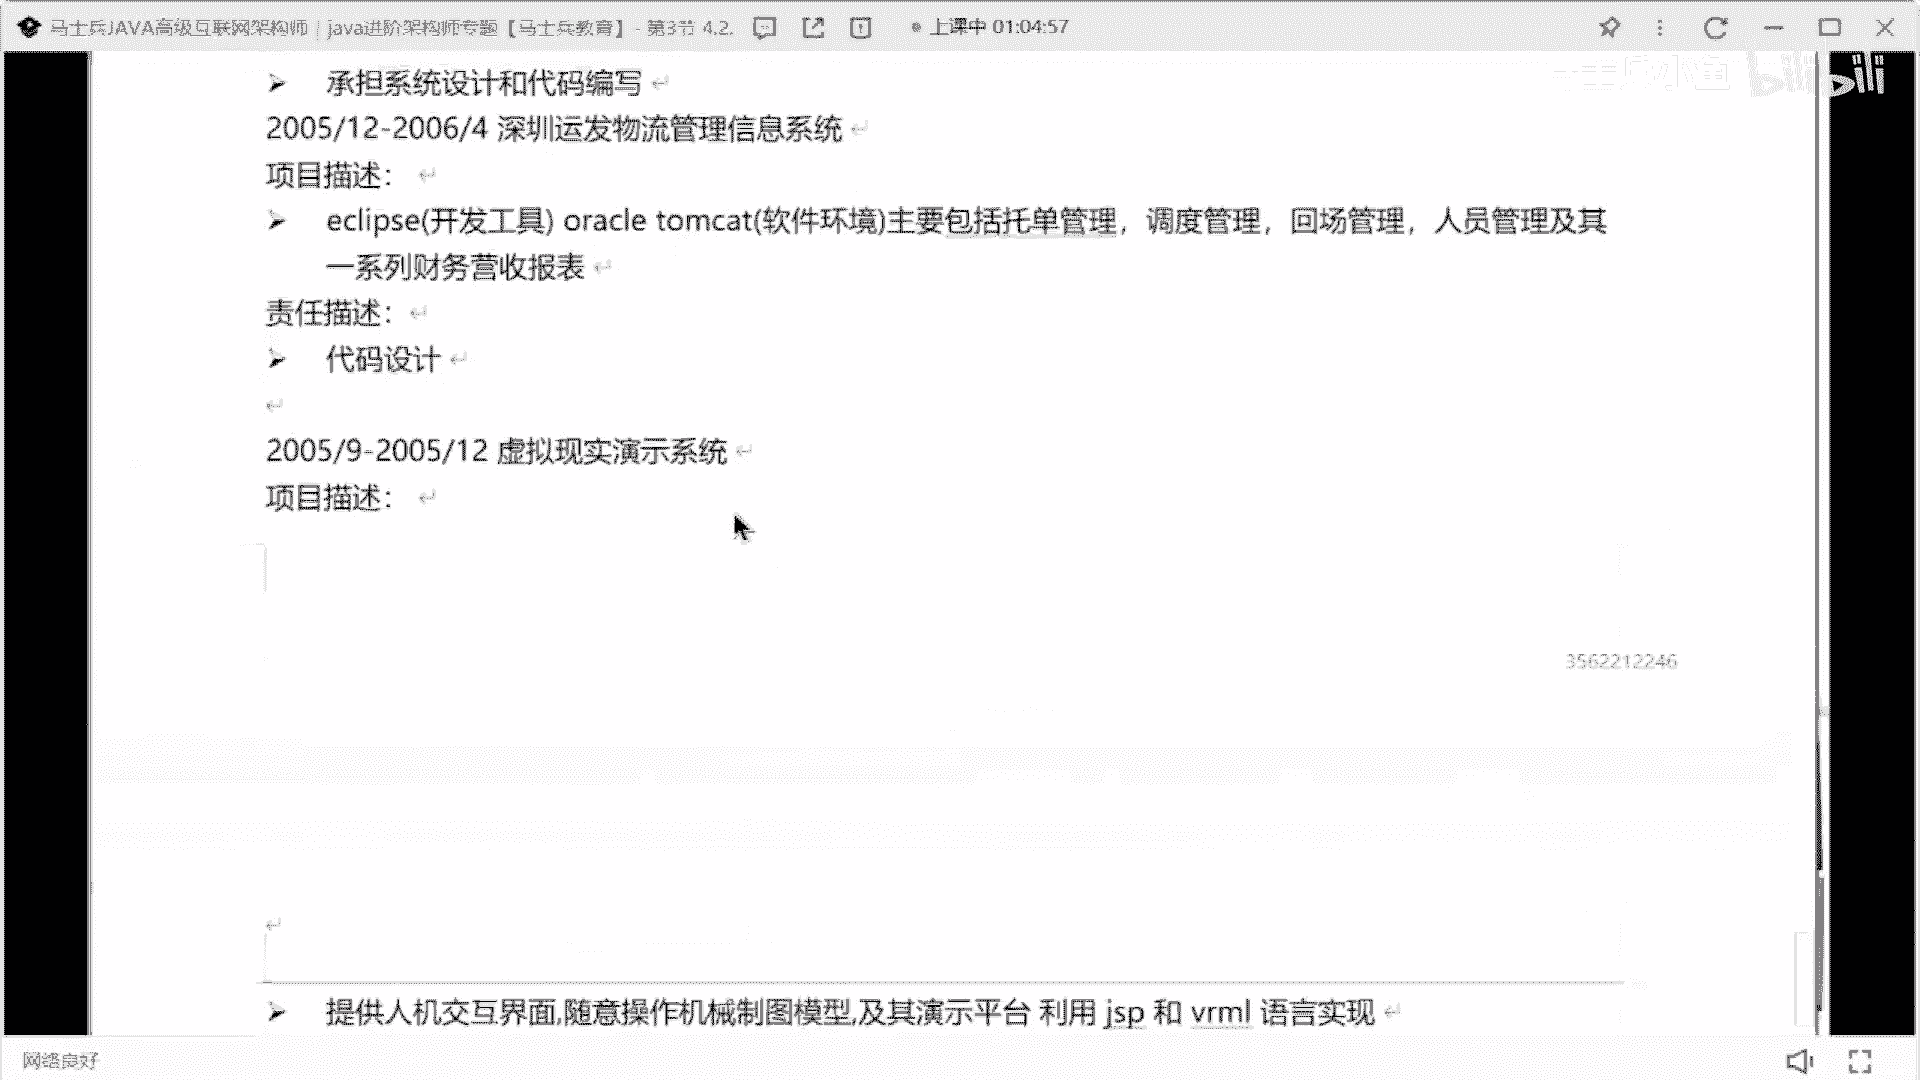 马士兵JAVA高级互联网架构师 | java进阶架构师专题【马士兵教育】 - 第3节 4.2. 上课中 01:04:57
bilibili
承担系统设计和代码编写
2005/12-2006/4 深圳运发物流管理信息系统
项目描述：
eclipse(开发工具) oracle tomcat(软件环境)主要包括托单管理，调度管理，回场管理，人员管理及其
一系列财务营收报表
责任描述：
代码设计
2005/9-2005/12 虚拟现实演示系统
项目描述：
3562212246
提供人机交互界面,随意操作机械制图模型,及其演示平台 利用 jsp 和 vrml 语言实现
网络良好